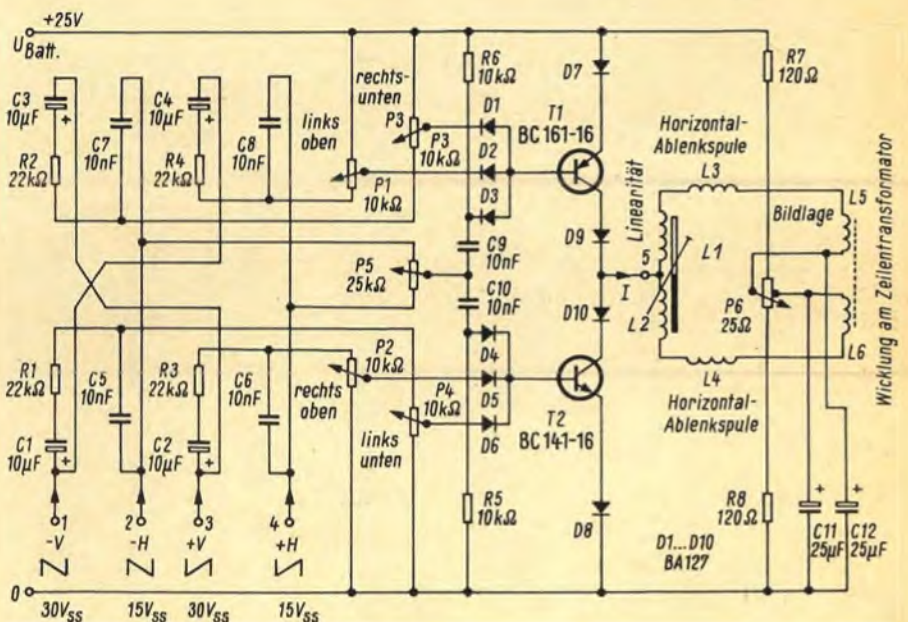 +25V
U Batt.
C3
10µF
+
R2
22kΩ
C7
10nF
C4
10µF
+
R4
22kΩ
C8
10nF
links
oben
P1
10kΩ
rechts-
unten
P3
P3
10kΩ
R6
10kΩ
D1
D2
D3
T1
BC 161-16
D7
R7
120Ω
Horizontal-
Ablenkspule
L3
Linearität
L5
Bildlage
P5
25kΩ
C9
10nF
C10
10nF
D9
5
I
L1
D10
L2
P6
25Ω
L6
L4
Horizontal-
Ablenkspule
Wicklung am Zeilentransformator
R1
22kΩ
C5
10nF
C1
10µF
+
R3
22kΩ
C6
10nF
C2
10µF
+
P2
10kΩ
rechts
oben
P4
10kΩ
links
unten
D4
D5
D6
T2
BC 141-16
R5
10kΩ
D8
R8
120Ω
D1...D10
BA127
C11
25µF
+
C12
25µF
+
1
-V
2
-H
3
+V
4
+H
0
30Vss
15Vss
30Vss
15Vss